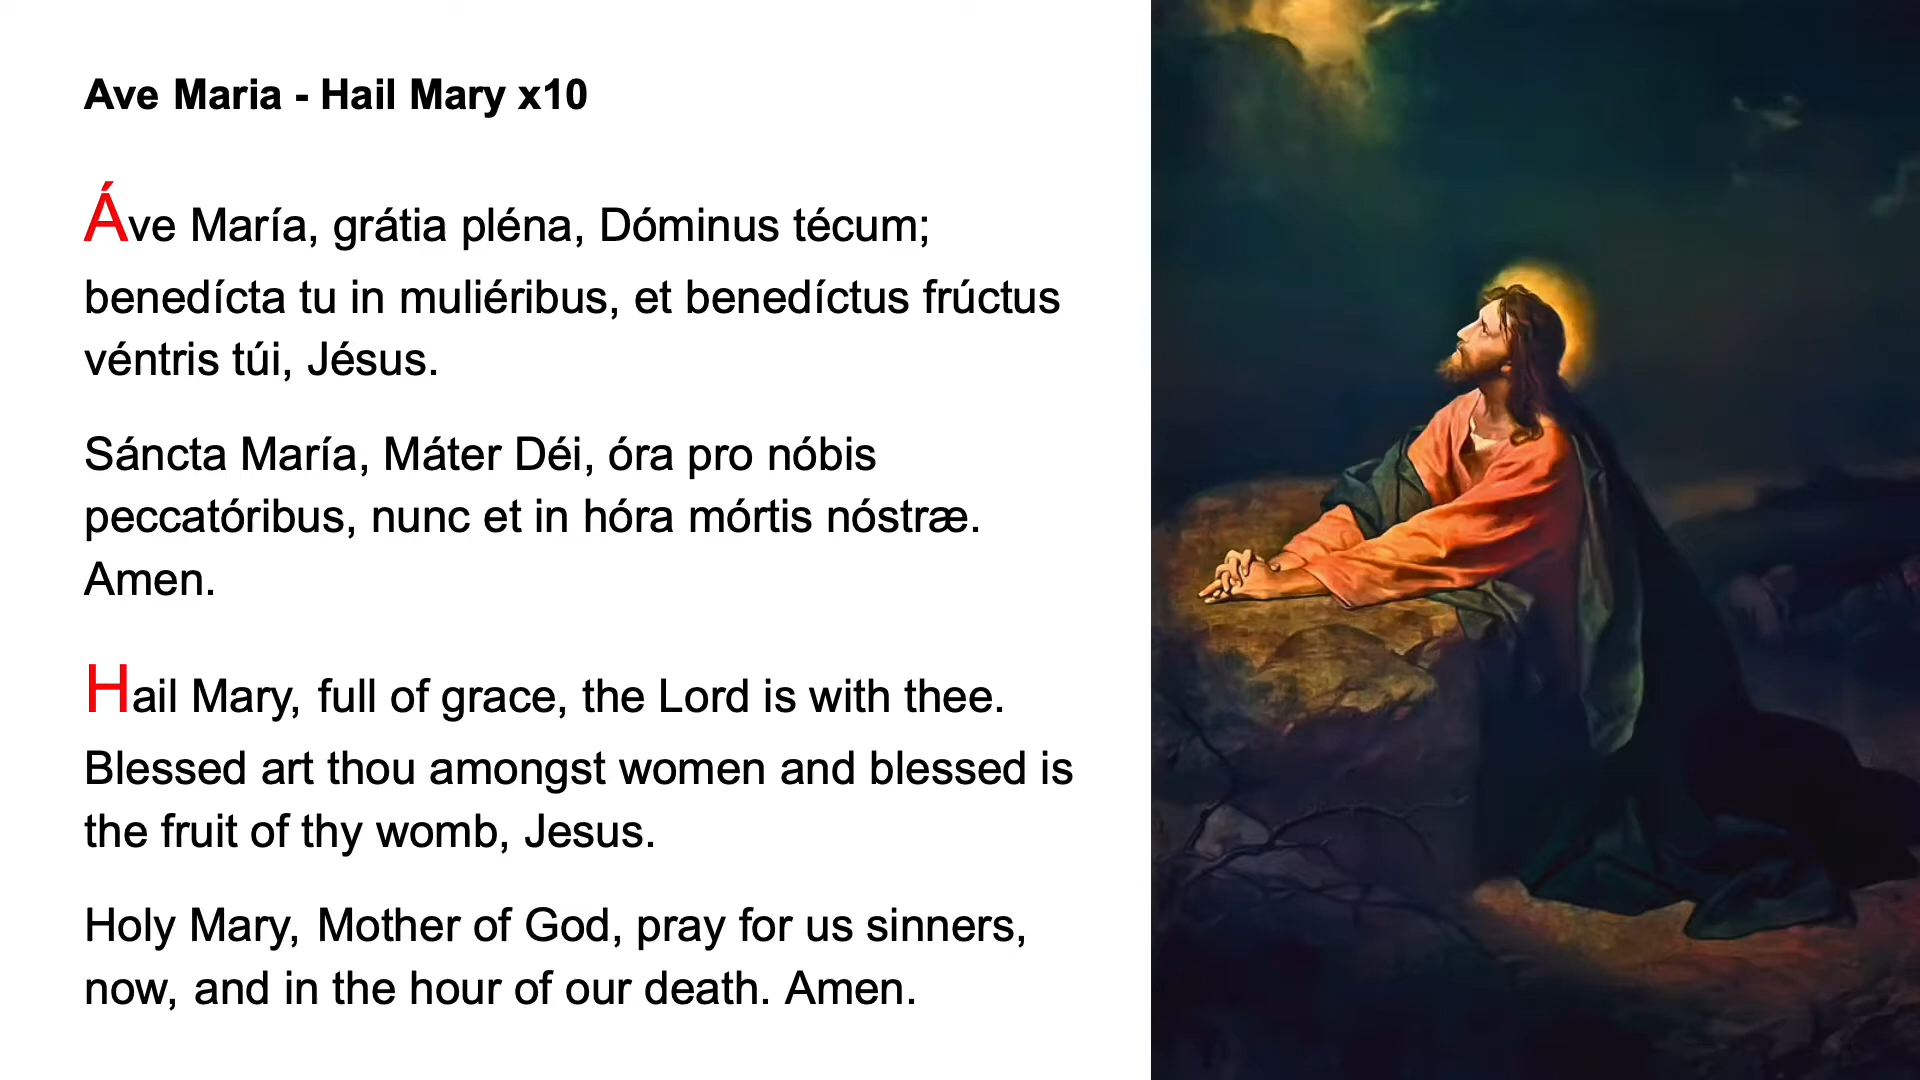 Ave Maria - Hail Mary x10
Áve María, grátia pléna, Dóminus técum;
benedícta tu in muliéribus, et benedíctus frúctus
véntris túi, Jésus.
Sáncta María, Máter Déi, óra pro nóbis
peccatóribus, nunc et in hóra mórtis nóstræ.
Amen.
Hail Mary, full of grace, the Lord is with thee.
Blessed art thou amongst women and blessed is
the fruit of thy womb, Jesus.
Holy Mary, Mother of God, pray for us sinners,
now, and in the hour of our death. Amen.